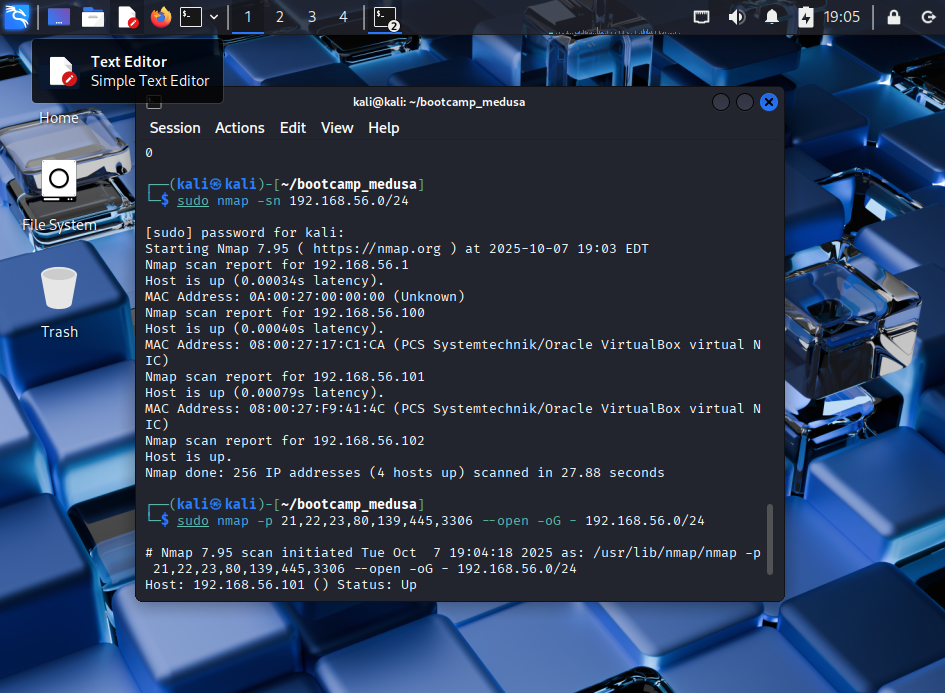 1 2 3 4
2
19:05
Text Editor
Simple Text Editor
Home
File System
Trash
kali@kali: ~/bootcamp_medusa
Session Actions Edit View Help
0
┌──(kali㉿kali)-[~/bootcamp_medusa]
└─$ sudo nmap -sn 192.168.56.0/24
[sudo] password for kali:
Starting Nmap 7.95 ( https://nmap.org ) at 2025-10-07 19:03 EDT
Nmap scan report for 192.168.56.1
Host is up (0.00034s latency).
MAC Address: 0A:00:27:00:00:00 (Unknown)
Nmap scan report for 192.168.56.100
Host is up (0.00040s latency).
MAC Address: 08:00:27:17:C1:CA (PCS Systemtechnik/Oracle VirtualBox virtual N
IC)
Nmap scan report for 192.168.56.101
Host is up (0.00079s latency).
MAC Address: 08:00:27:F9:41:4C (PCS Systemtechnik/Oracle VirtualBox virtual N
IC)
Nmap scan report for 192.168.56.102
Host is up.
Nmap done: 256 IP addresses (4 hosts up) scanned in 27.88 seconds
┌──(kali㉿kali)-[~/bootcamp_medusa]
└─$ sudo nmap -p 21,22,23,80,139,445,3306 --open -oG - 192.168.56.0/24
# Nmap 7.95 scan initiated Tue Oct  7 19:04:18 2025 as: /usr/lib/nmap/nmap -p
 21,22,23,80,139,445,3306 --open -oG - 192.168.56.0/24
Host: 192.168.56.101 () Status: Up